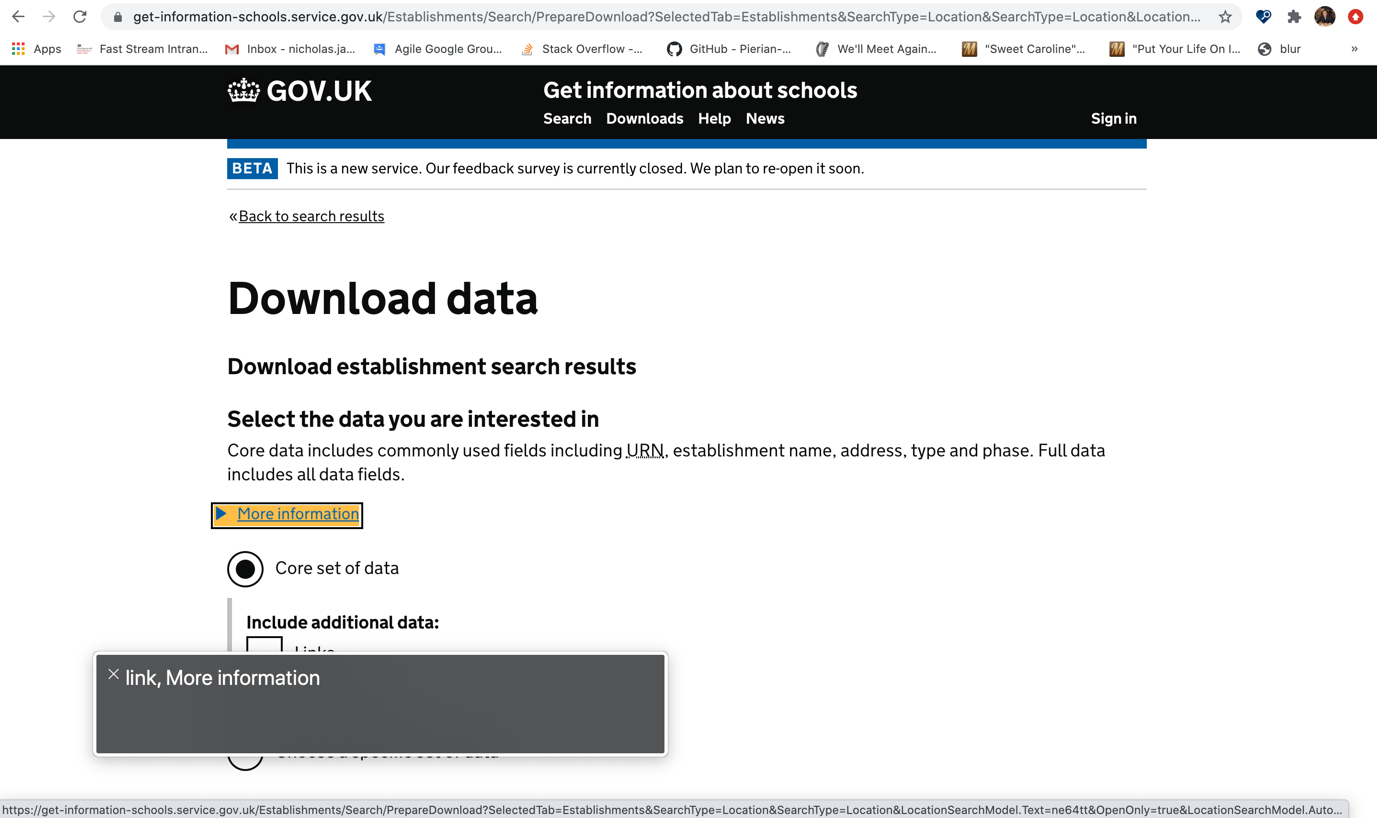 get-information-schools.service.gov.uk/Establishments/Search/PrepareDownload?SelectedTab=Establishments&SearchType=Location&SearchType=Location&Location...
Apps Fast Stream Intran... Inbox - nicholas.ja... Agile Google Grou... Stack Overflow -... GitHub - Pierian-... We'll Meet Again... "Sweet Caroline"... "Put Your Life On I... blur »
GOV.UK Get information about schools
Search Downloads Help News Sign in
BETA This is a new service. Our feedback survey is currently closed. We plan to re-open it soon.
«Back to search results
Download data
Download establishment search results
Select the data you are interested in
Core data includes commonly used fields including URN, establishment name, address, type and phase. Full data
includes all data fields.
More information
Core set of data
Include additional data:
Links
link, More information
Choose a specific set of data
https://get-information-schools.service.gov.uk/Establishments/Search/PrepareDownload?SelectedTab=Establishments&SearchType=Location&SearchType=Location&LocationSearchModel.Text=ne64tt&OpenOnly=true&LocationSearchModel.Auto...